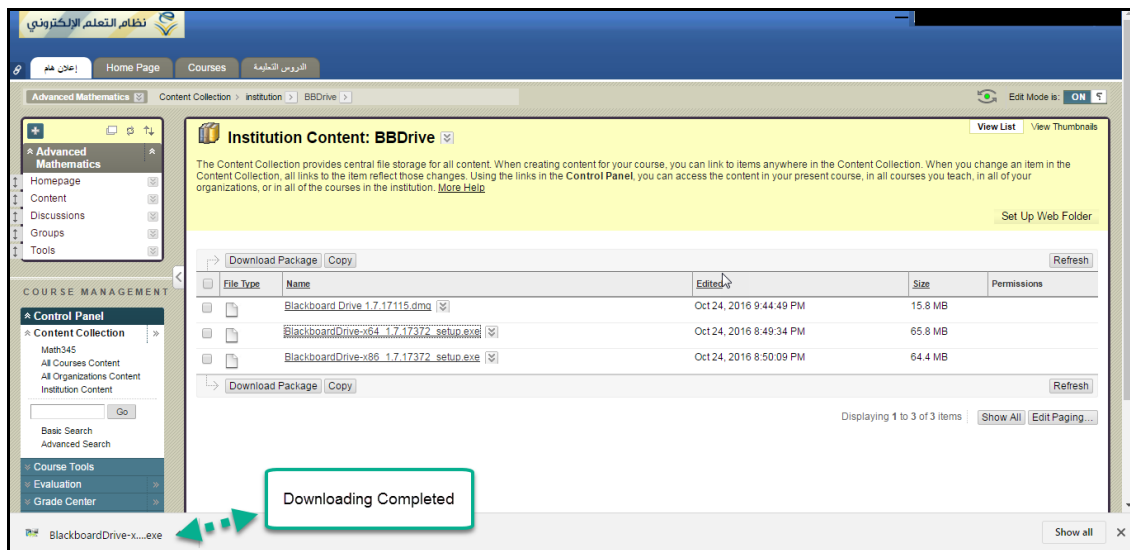 نظام التعلم الإلكتروني
إعلان هام Home Page Courses الدروس التعليمة
Advanced Mathematics Content Collection > institution BBDrive Edit Mode is: ON
Institution Content: BBDrive
View List View Thumbnails
The Content Collection provides central file storage for all content. When creating content for your course, you can link to items anywhere in the Content Collection. When you change an item in the
Content Collection, all links to the item reflect those changes. Using the links in the Control Panel, you can access the content in your present course, in all courses you teach, in all of your
organizations, or in all of the courses in the institution. More Help
Set Up Web Folder
Advanced
Mathematics
Homepage
Content
Discussions
Groups
Tools
COURSE MANAGEMENT
Control Panel
Content Collection
Math345
All Courses Content
All Organizations Content
Institution Content
Go
Basic Search
Advanced Search
Course Tools
Evaluation
Grade Center
Download Package Copy Refresh
File Type Name Edited Size Permissions
Blackboard Drive 1.7.17115.dmg Oct 24, 2016 9:44:49 PM 15.8 MB
BlackboardDrive-x64_1.7.17372_setup.exe Oct 24, 2016 8:49:34 PM 65.8 MB
BlackboardDrive-x86_1.7.17372_setup.exe Oct 24, 2016 8:50:09 PM 64.4 MB
Download Package Copy Refresh
Displaying 1 to 3 of 3 items Show All Edit Paging...
Downloading Completed
BlackboardDrive-x....exe Show all